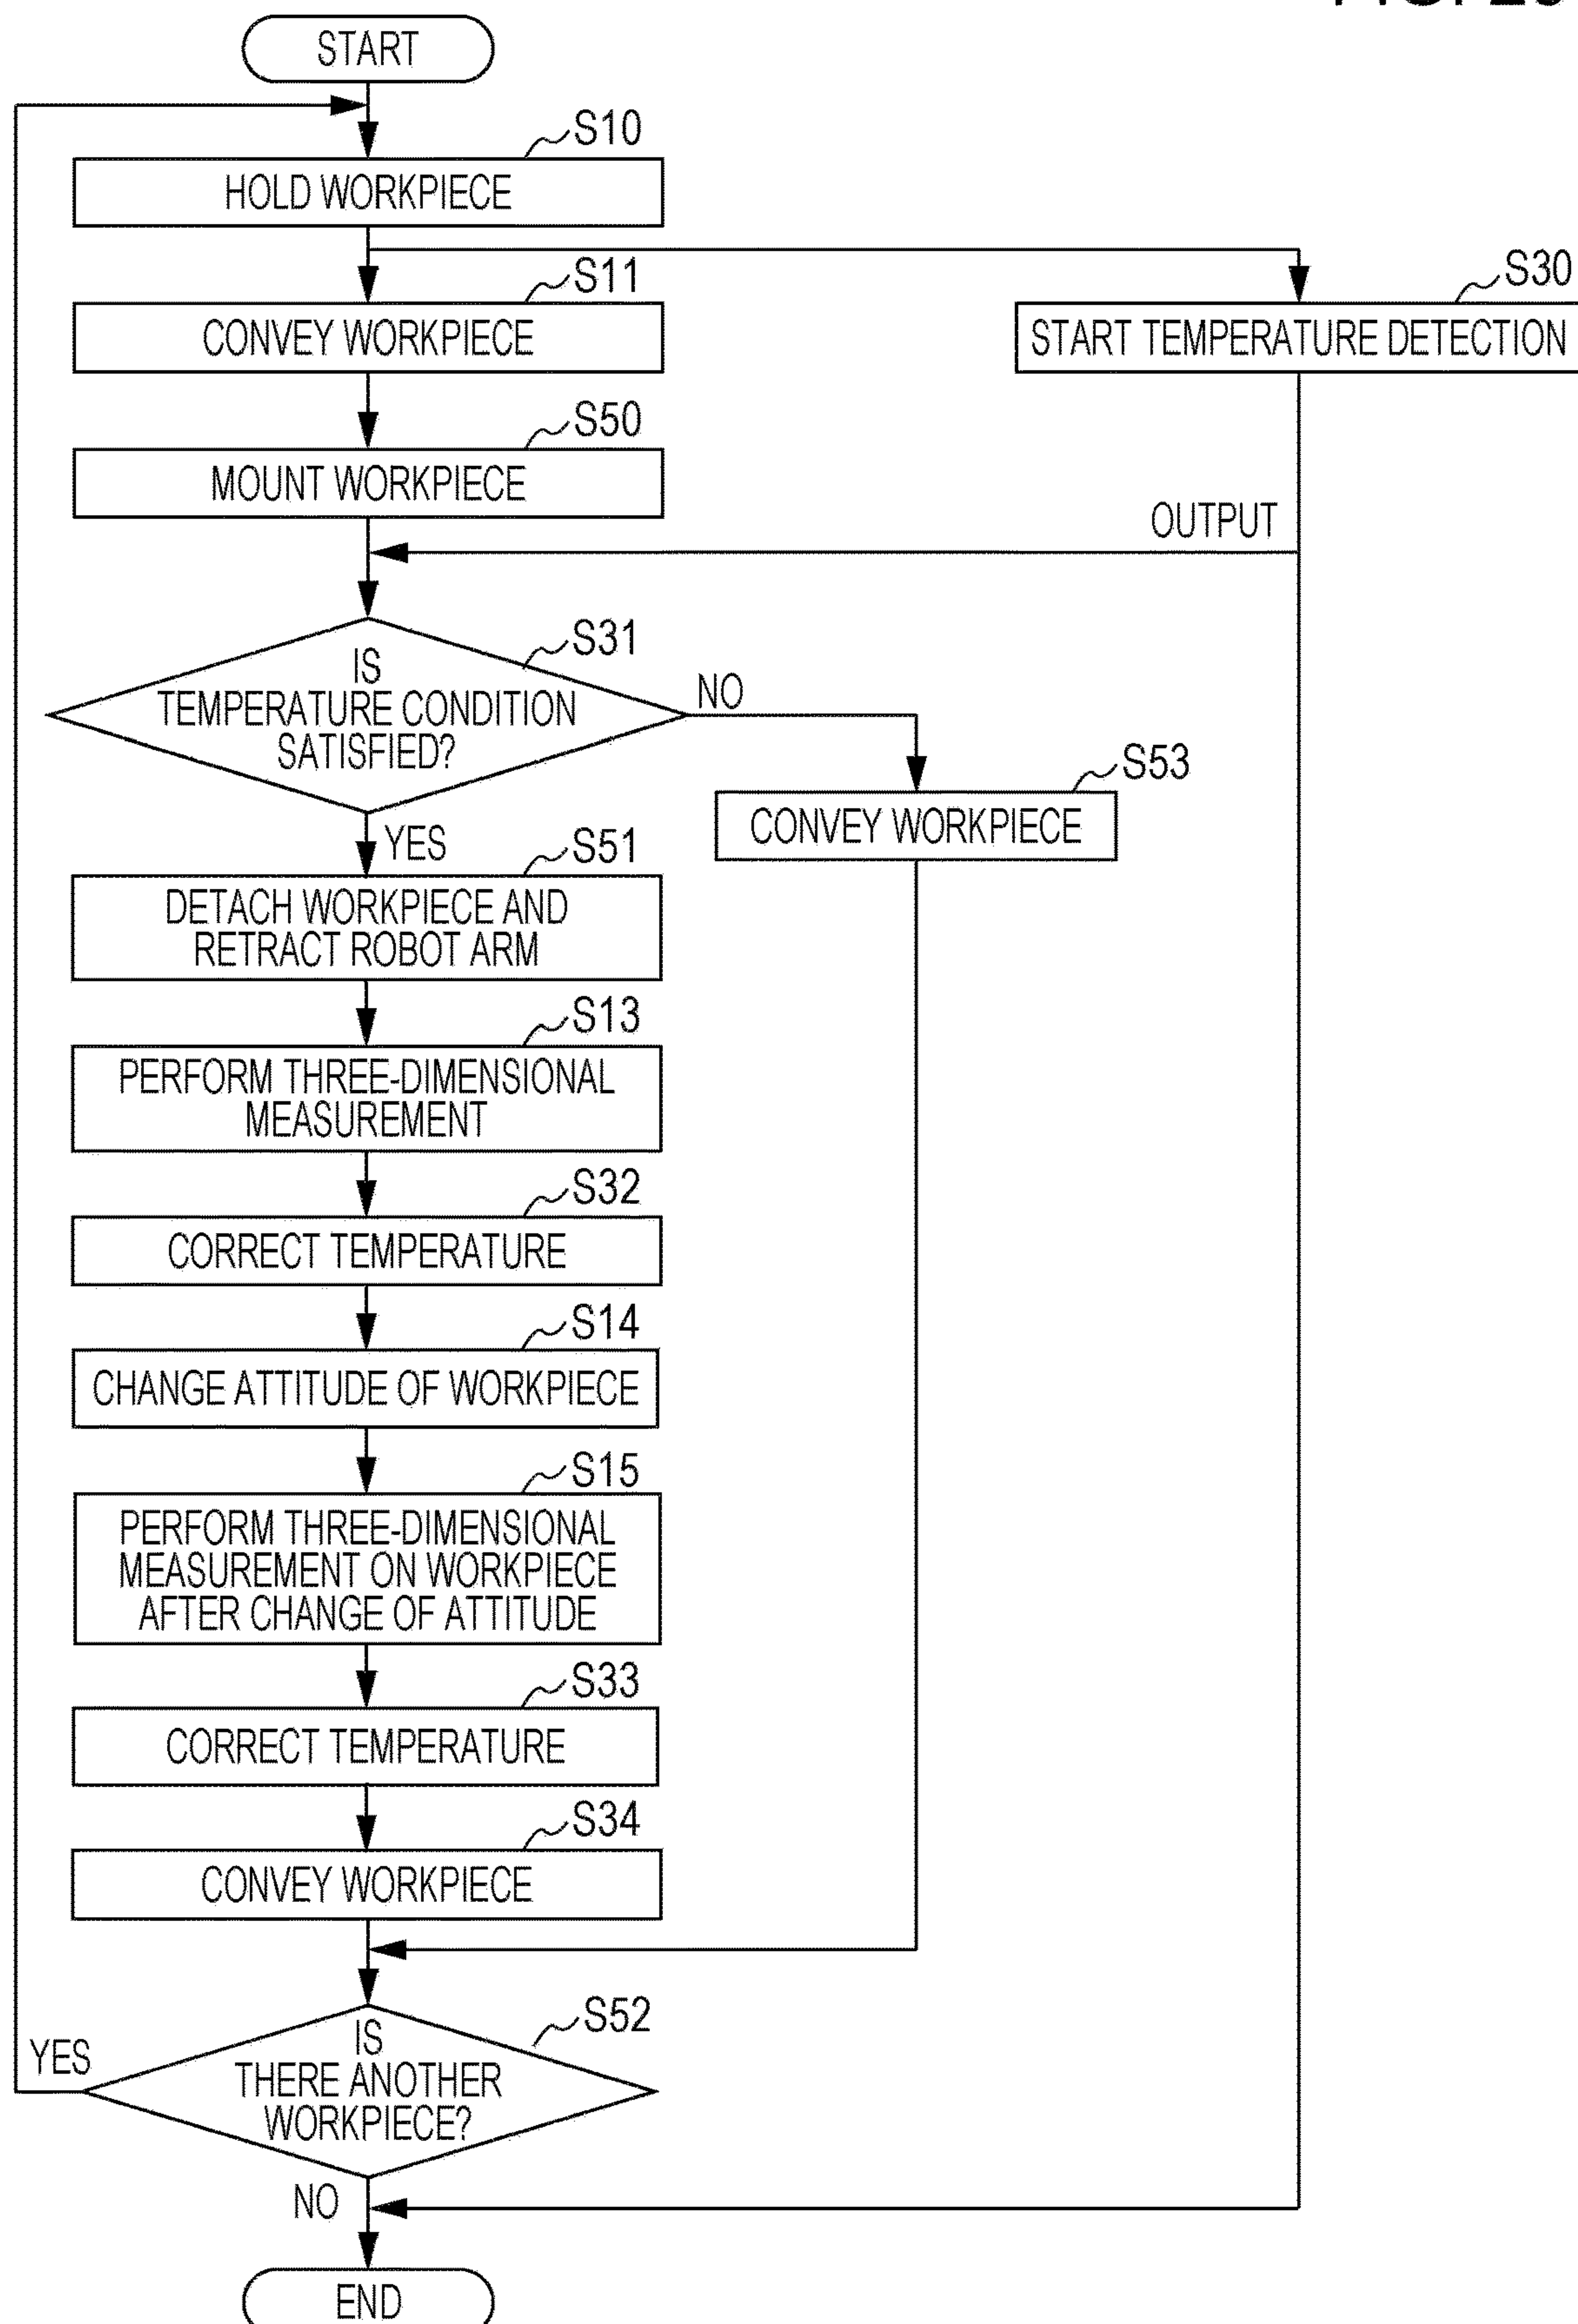 START
S10
HOLD WORKPIECE
S11
CONVEY WORKPIECE
S30
START TEMPERATURE DETECTION
S50
MOUNT WORKPIECE
OUTPUT
S31
IS
TEMPERATURE CONDITION
SATISFIED?
NO
S53
CONVEY WORKPIECE
YES
S51
DETACH WORKPIECE AND
RETRACT ROBOT ARM
S13
PERFORM THREE-DIMENSIONAL
MEASUREMENT
S32
CORRECT TEMPERATURE
S14
CHANGE ATTITUDE OF WORKPIECE
S15
PERFORM THREE-DIMENSIONAL
MEASUREMENT ON WORKPIECE
AFTER CHANGE OF ATTITUDE
S33
CORRECT TEMPERATURE
S34
CONVEY WORKPIECE
S52
YES
IS
THERE ANOTHER
WORKPIECE?
NO
END